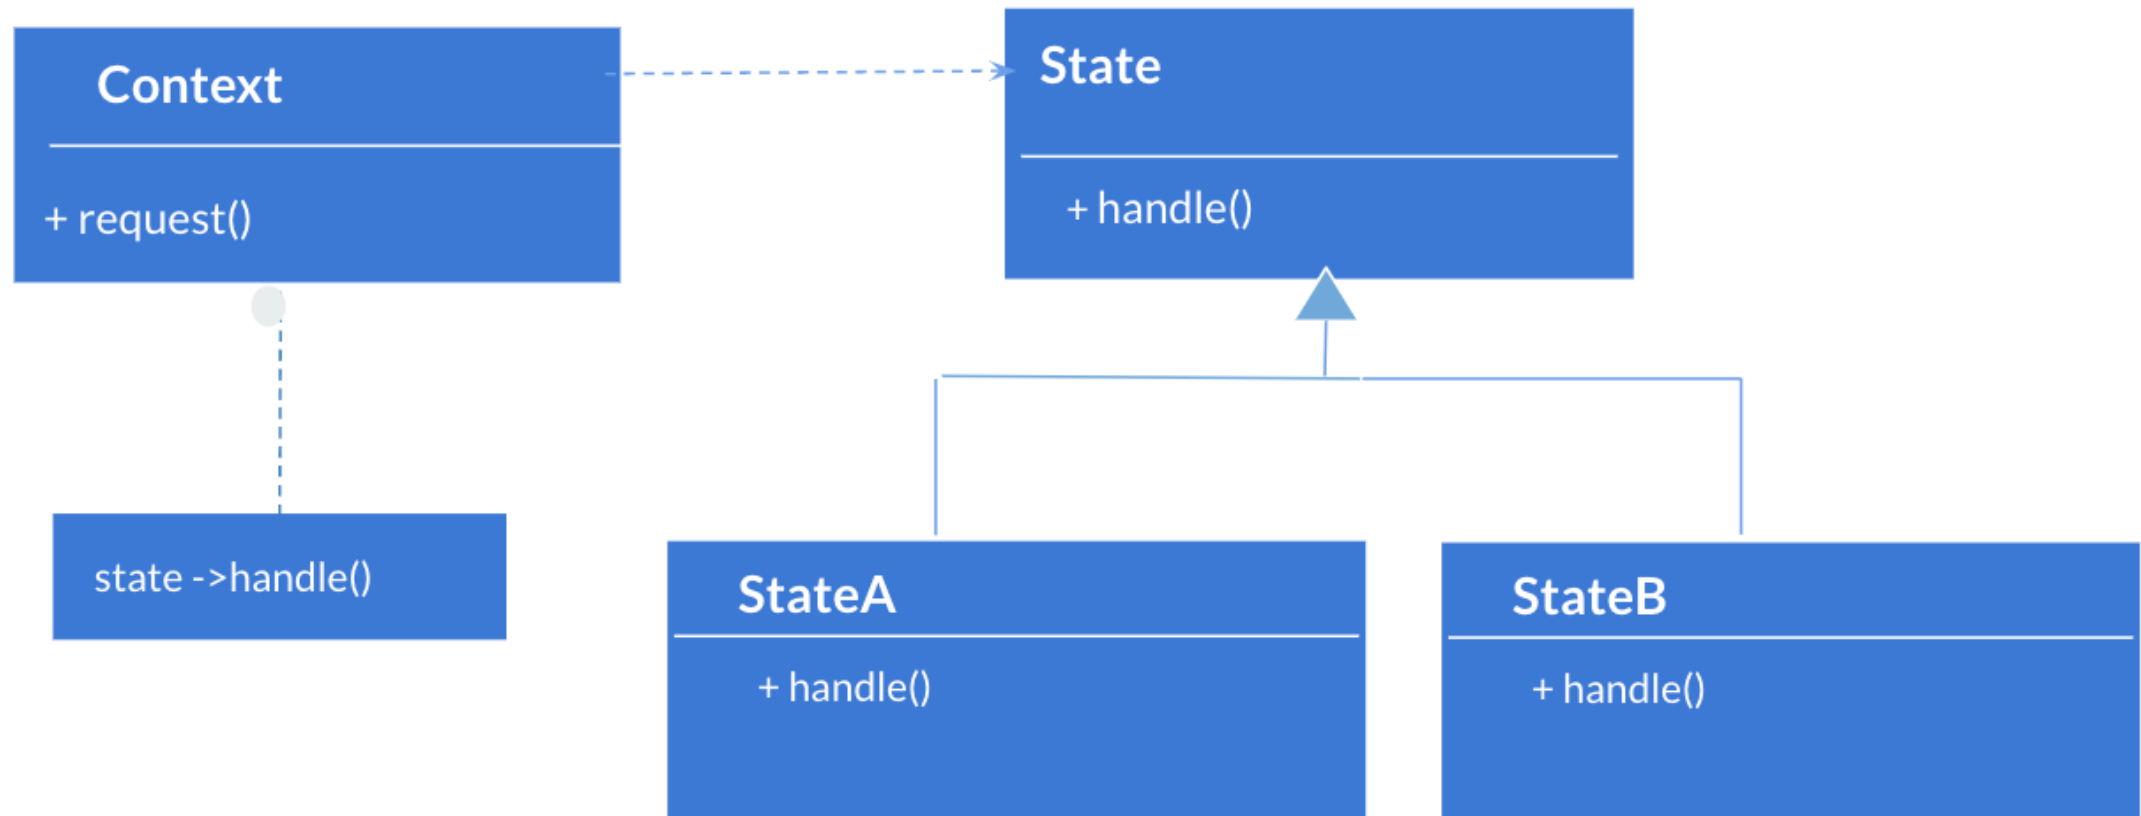 Context
+ request()
State
+ handle()
state ->handle()
StateA
+ handle()
StateB
+ handle()